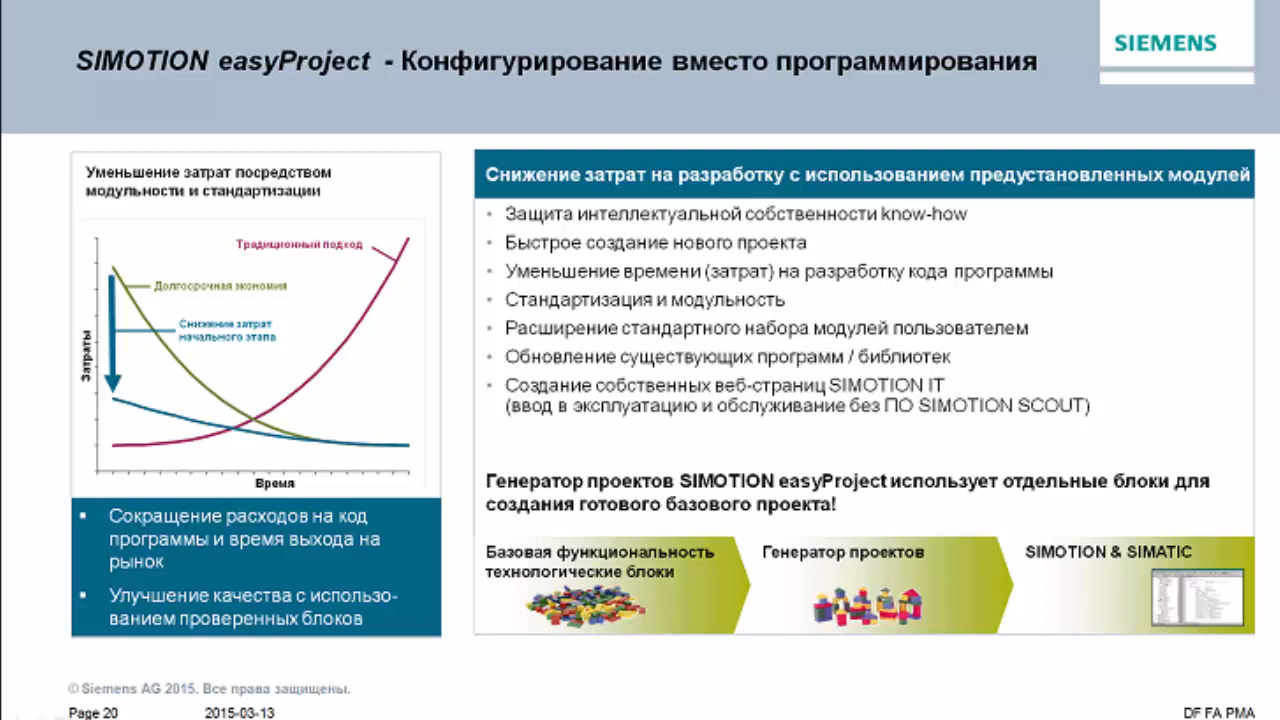 SIMOTION easyProject - Конфигурирование вместо программирования
SIEMENS
Уменьшение затрат посредством
модульности и стандартизации
Традиционный подход
Долгосрочная экономия
Снижение затрат
начального этапа
Затраты
Время
Сокращение расходов на код
программы и время выхода на
рынок
Улучшение качества с использо-
ванием проверенных блоков
Снижение затрат на разработку с использованием предустановленных модулей
Защита интеллектуальной собственности know-how
Быстрое создание нового проекта
Уменьшение времени (затрат) на разработку кода программы
Стандартизация и модульность
Расширение стандартного набора модулей пользователем
Обновление существующих программ / библиотек
Создание собственных веб-страниц SIMOTION IT
(ввод в эксплуатацию и обслуживание без ПО SIMOTION SCOUT)
Генератор проектов SIMOTION easyProject использует отдельные блоки для
создания готового базового проекта!
Базовая функциональность
технологические блоки
Генератор проектов
SIMOTION & SIMATIC
© Siemens AG 2015. Все права защищены.
Page 20 2015-03-13 DF FA PMA